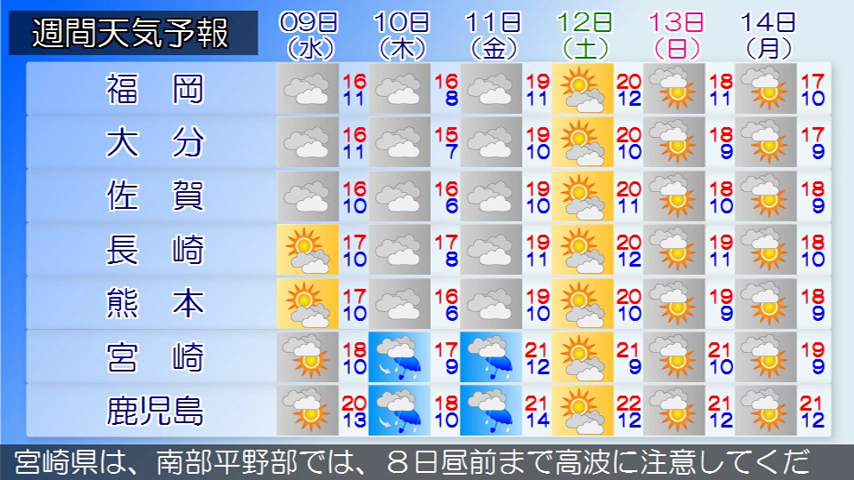 週間天気予報 09日 10日 11日 12日 13日 14日
(水) (木) (金) (土) (日) (月)
福岡 16 16 19 20 18 17
11 8 11 12 11 10
大分 16 15 19 20 18 17
11 7 10 10 9 9
佐賀 16 16 19 20 18 18
10 6 10 11 10 9
長崎 17 17 19 20 19 18
10 8 11 12 11 10
熊本 17 16 19 20 19 18
10 6 10 10 9 9
宮崎 18 17 21 21 21 19
10 9 12 9 10 9
鹿児島 20 18 21 22 21 21
13 10 14 12 12 12
宮崎県は、南部平野部では、８日昼前まで高波に注意してくだ